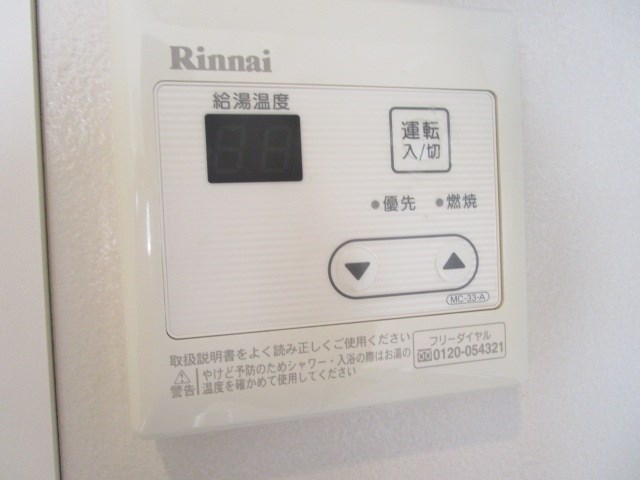 Rinnai
給湯温度
運転
入/切
優先 燃焼
MC-33-A
取扱説明書をよく読み正しくご使用ください
警告 やけど予防のためシャワー・入浴の際はお湯の
温度を確かめて使用してください
フリーダイヤル
0120-054321